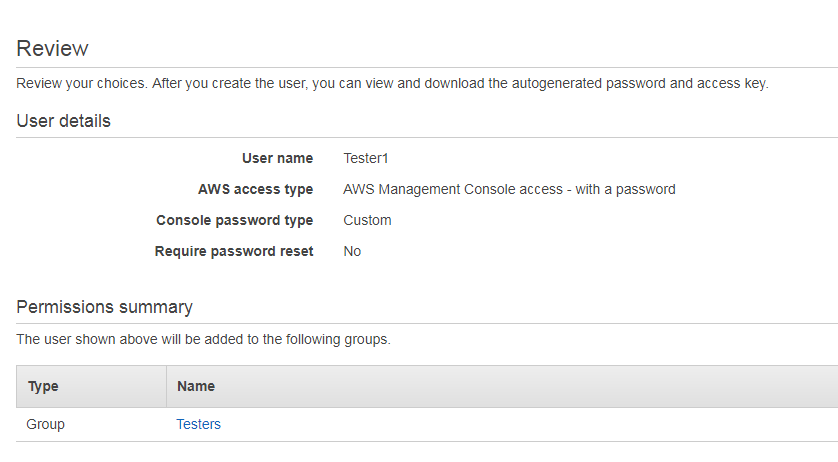 Review
Review your choices. After you create the user, you can view and download the autogenerated password and access key.
User details
User name Tester1
AWS access type AWS Management Console access - with a password
Console password type Custom
Require password reset No
Permissions summary
The user shown above will be added to the following groups.
Type Name
Group Testers